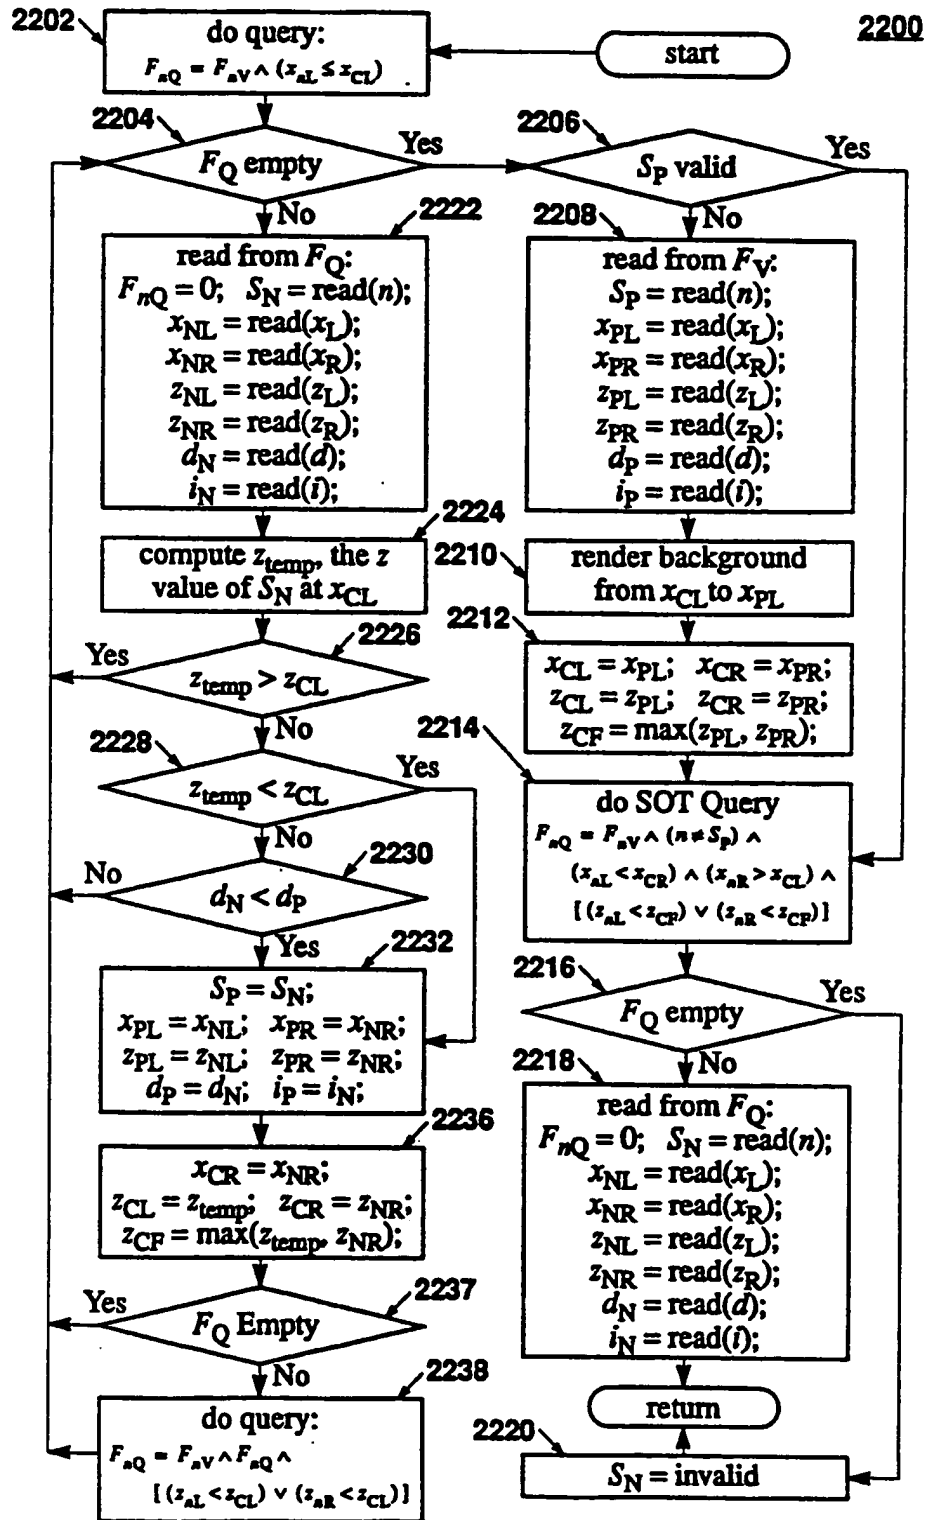 2202
do query:
F_nQ = F_nV ∧ (x_nL ≤ x_CL)
start
2200
2204
F_Q empty
Yes
No
2206
S_P valid
Yes
No
2222
read from F_Q:
F_nQ = 0; S_N = read(n);
x_NL = read(x_L);
x_NR = read(x_R);
z_NL = read(z_L);
z_NR = read(z_R);
d_N = read(d);
i_N = read(i);
2208
read from F_V:
S_P = read(n);
x_PL = read(x_L);
x_PR = read(x_R);
z_PL = read(z_L);
z_PR = read(z_R);
d_P = read(d);
i_P = read(i);
2224
compute z_temp, the z
value of S_N at x_CL
2210
render background
from x_CL to x_PL
2226
Yes
z_temp > z_CL
No
2212
x_CL = x_PL; x_CR = x_PR;
z_CL = z_PL; z_CR = z_PR;
z_CF = max(z_PL, z_PR);
2228
z_temp < z_CL
Yes
No
2214
do SOT Query
F_nQ = F_nV ∧ (n ≠ S_P) ∧
(x_nL < x_CR) ∧ (x_nR > x_CL) ∧
[(z_nL < z_CF) ∨ (z_nR < z_CF)]
2230
No
d_N < d_P
Yes
2232
S_P = S_N;
x_PL = x_NL; x_PR = x_NR;
z_PL = z_NL; z_PR = z_NR;
d_P = d_N; i_P = i_N;
2216
F_Q empty
Yes
No
2236
x_CR = x_NR;
z_CL = z_temp; z_CR = z_NR;
z_CF = max(z_temp, z_NR);
2218
read from F_Q:
F_nQ = 0; S_N = read(n);
x_NL = read(x_L);
x_NR = read(x_R);
z_NL = read(z_L);
z_NR = read(z_R);
d_N = read(d);
i_N = read(i);
2237
Yes
F_Q Empty
No
2238
do query:
F_nQ = F_nV ∧ F_nQ ∧
[(z_nL < z_CL) ∨ (z_nR < z_CL)]
return
2220
S_N = invalid